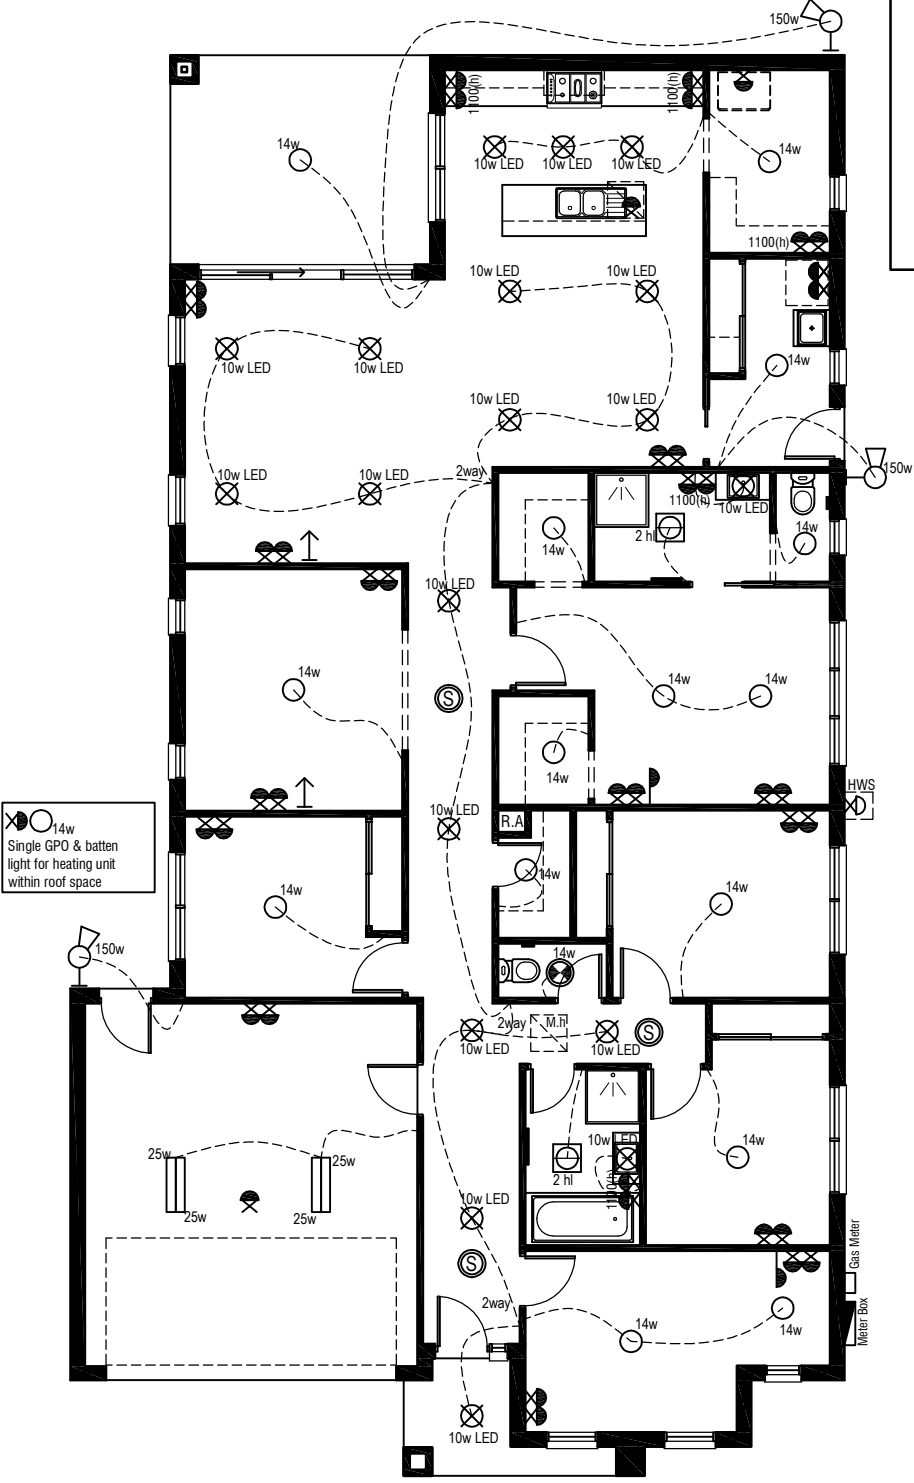 150w
1100(h)
1100(h)
14w
14w
10w LED
10w LED
10w LED
1100(h)
10w LED
10w LED
10w LED
10w LED
14w
10w LED
10w LED
2way
150w
10w LED
10w LED
1100(h)
10w LED
2 hl
14w
14w
10w LED
14w
14w
14w
S
14w
HWS
14w
Single GPO & batten
light for heating unit
within roof space
10w LED
R.A
14w
14w
14w
150w
14w
2way
M.h
S
10w LED
10w LED
10w LED
14w
25w
25w
2 hl
1100(h)
25w
25w
10w LED
S
Gas Meter
2way
Meter Box
14w
14w
10w LED